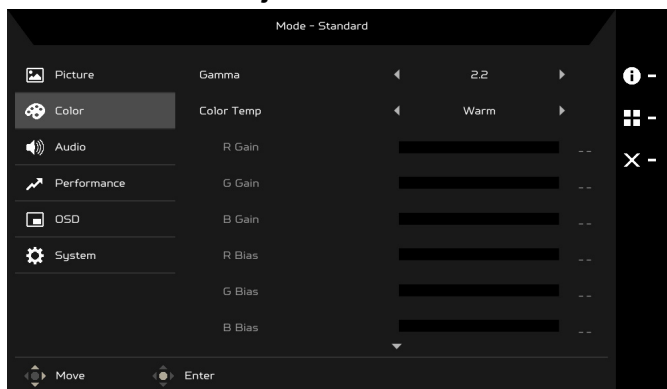 Mode - Standard
Picture
Gamma 2.2
Color
Color Temp Warm
Audio
R Gain --
Performance
G Gain --
OSD
B Gain --
System
R Bias --
G Bias --
B Bias --
Move Enter